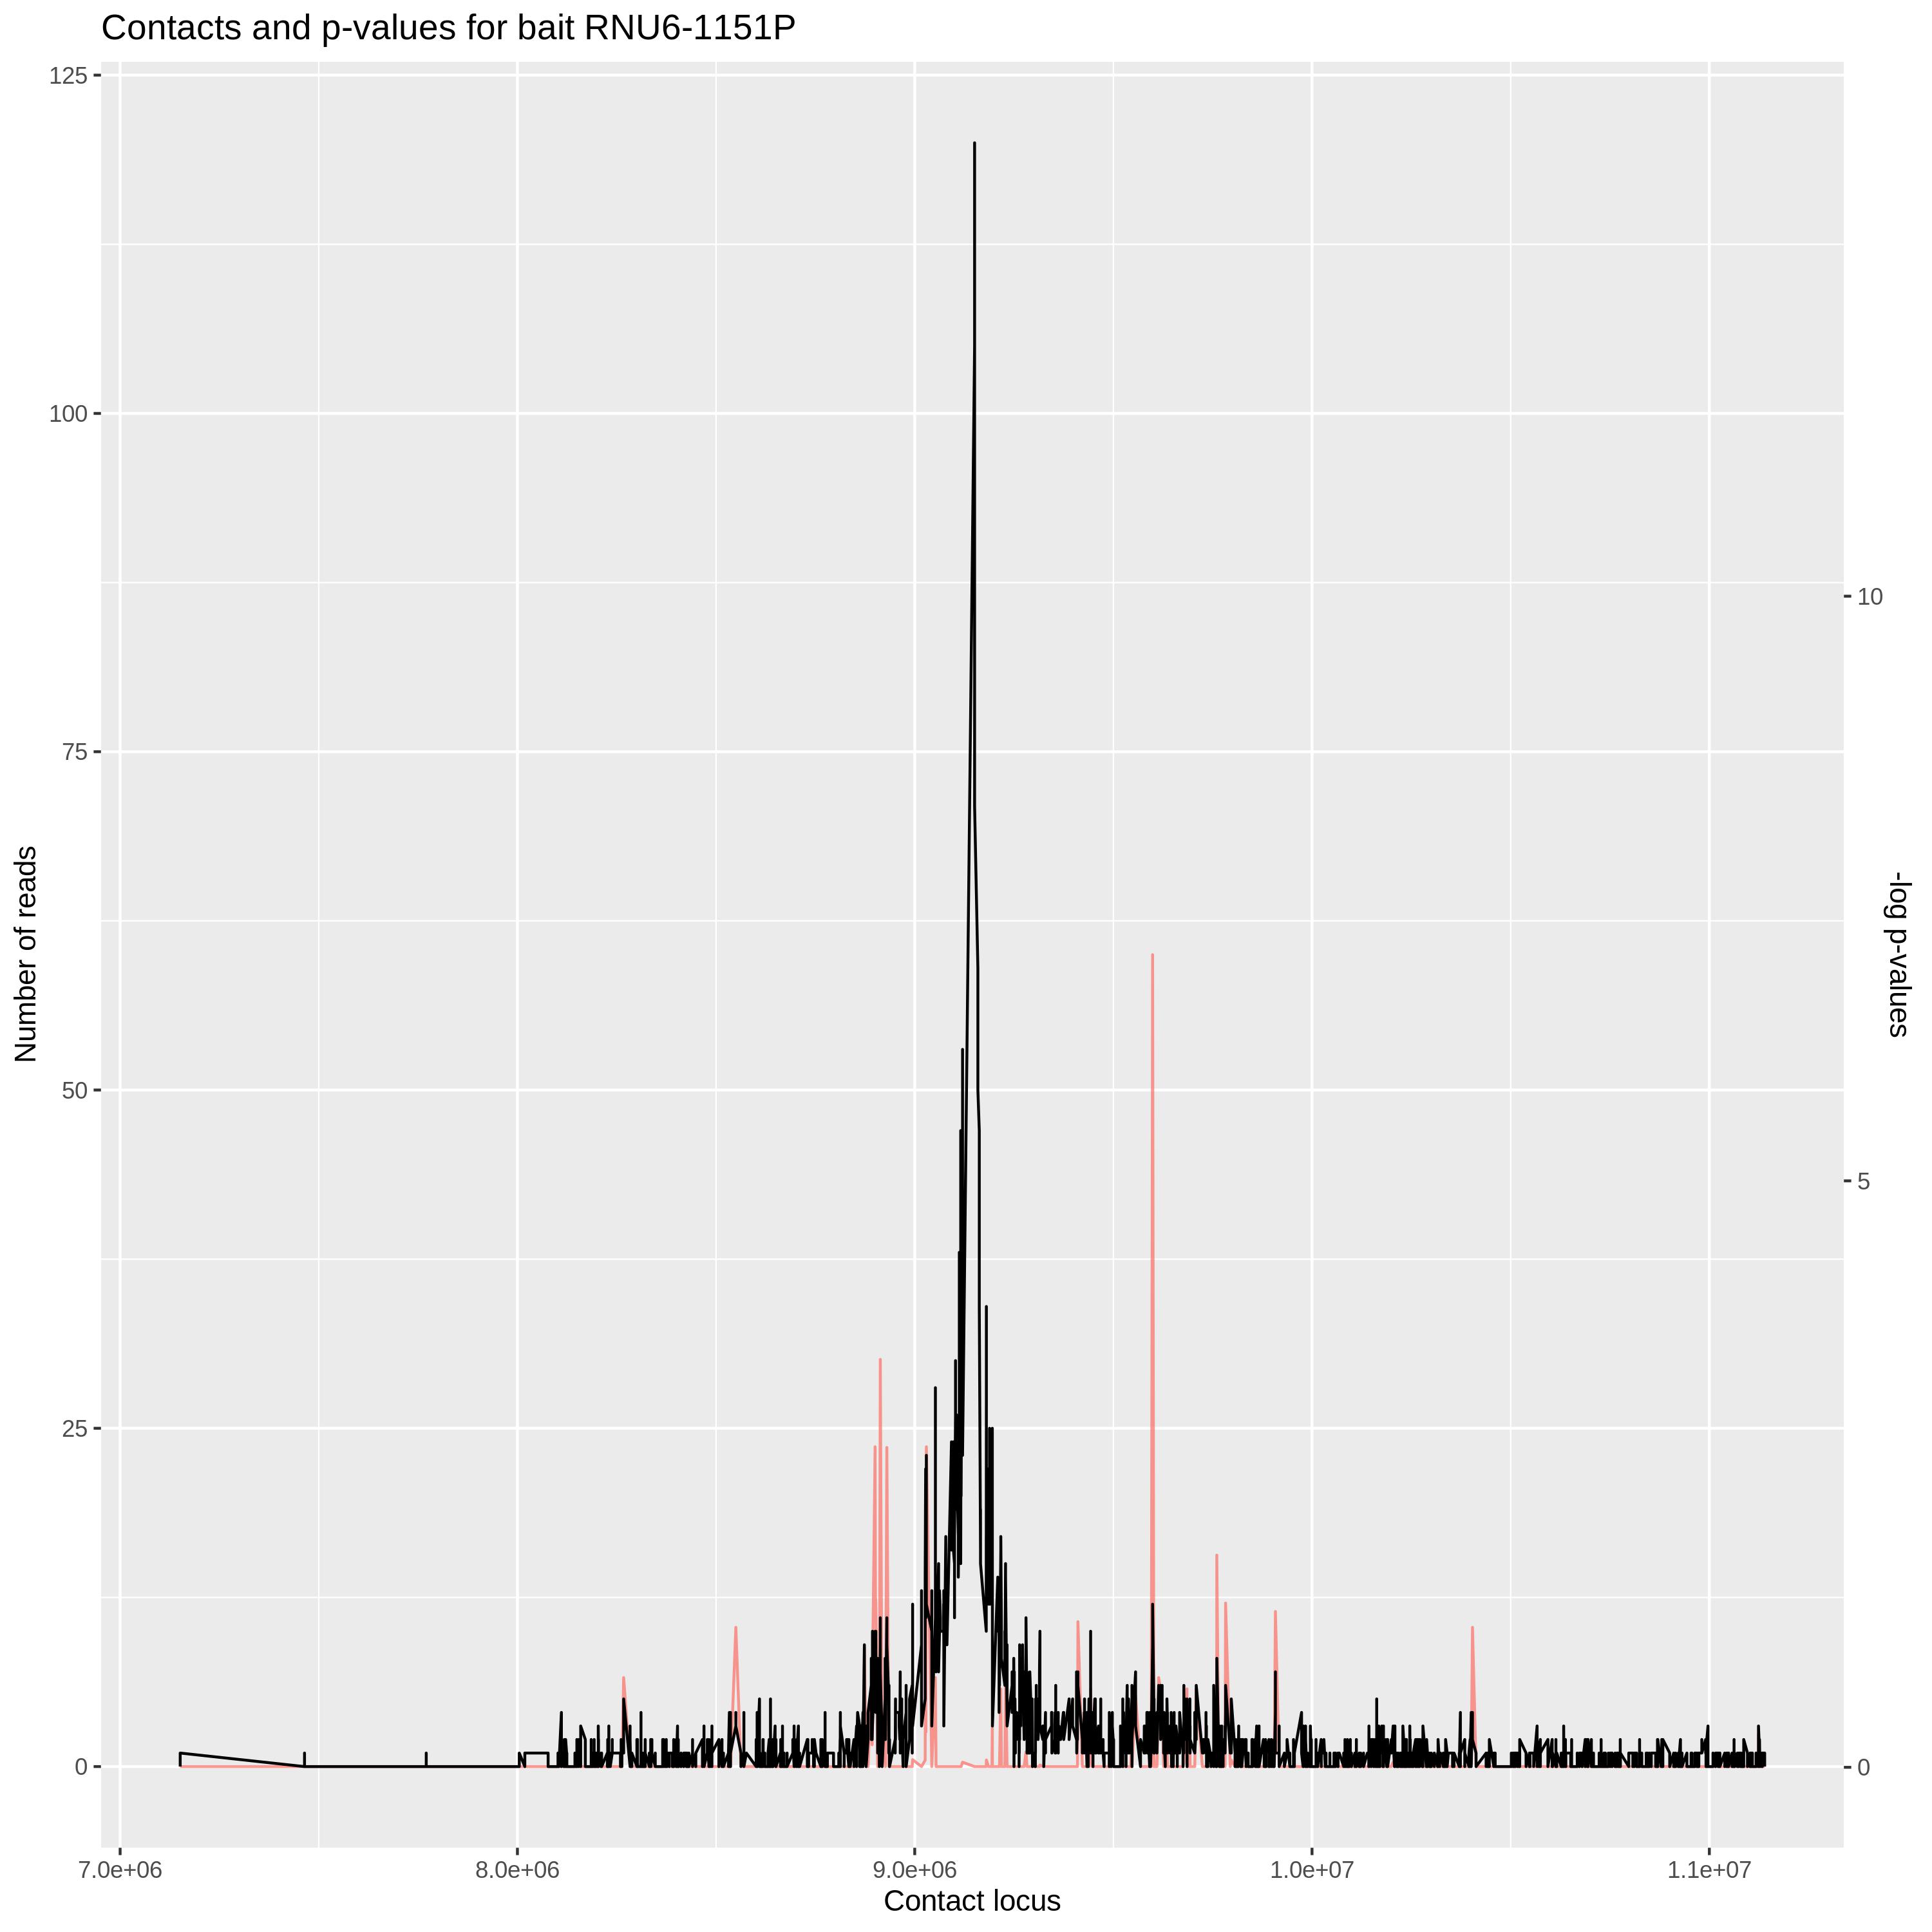 Contacts and p-values for bait RNU6-1151P
125
100
75
50
25
0
Number of reads
10
5
0
-log p-values
7.0e+06 8.0e+06 9.0e+06 1.0e+07 1.1e+07
Contact locus